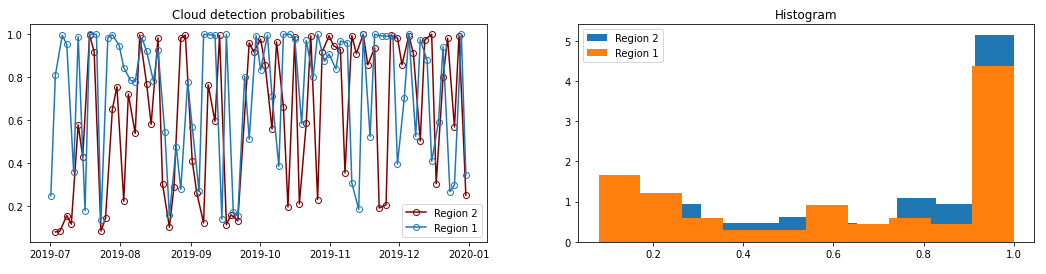 Cloud detection probabilities
1.0
0.8
0.6
0.4
0.2
Region 2
Region 1
2019-07 2019-08 2019-09 2019-10 2019-11 2019-12 2020-01
Histogram
Region 2
Region 1
5
4
3
2
1
0
0.2 0.4 0.6 0.8 1.0